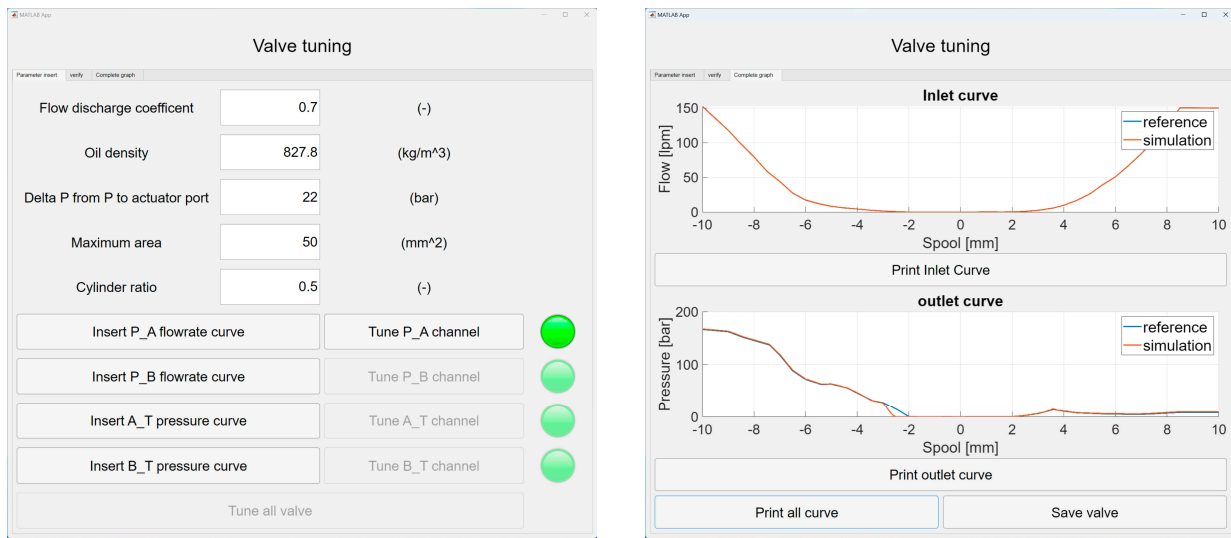 MATLAB App
Valve tuning
Parameter insert verify Complete graph
Flow discharge coefficent 0.7 (-)
Oil density 827.8 (kg/m^3)
Delta P from P to actuator port 22 (bar)
Maximum area 50 (mm^2)
Cylinder ratio 0.5 (-)
Insert P_A flowrate curve Tune P_A channel
Insert P_B flowrate curve Tune P_B channel
Insert A_T pressure curve Tune A_T channel
Insert B_T pressure curve Tune B_T channel
Tune all valve
MATLAB App
Valve tuning
Parameter insert verify Complete graph
Inlet curve
Flow [lpm]
150
100
50
0
reference
simulation
-10 -8 -6 -4 -2 0 2 4 6 8 10
Spool [mm]
Print Inlet Curve
outlet curve
Pressure [bar]
200
100
0
reference
simulation
-10 -8 -6 -4 -2 0 2 4 6 8 10
Spool [mm]
Print outlet curve
Print all curve Save valve